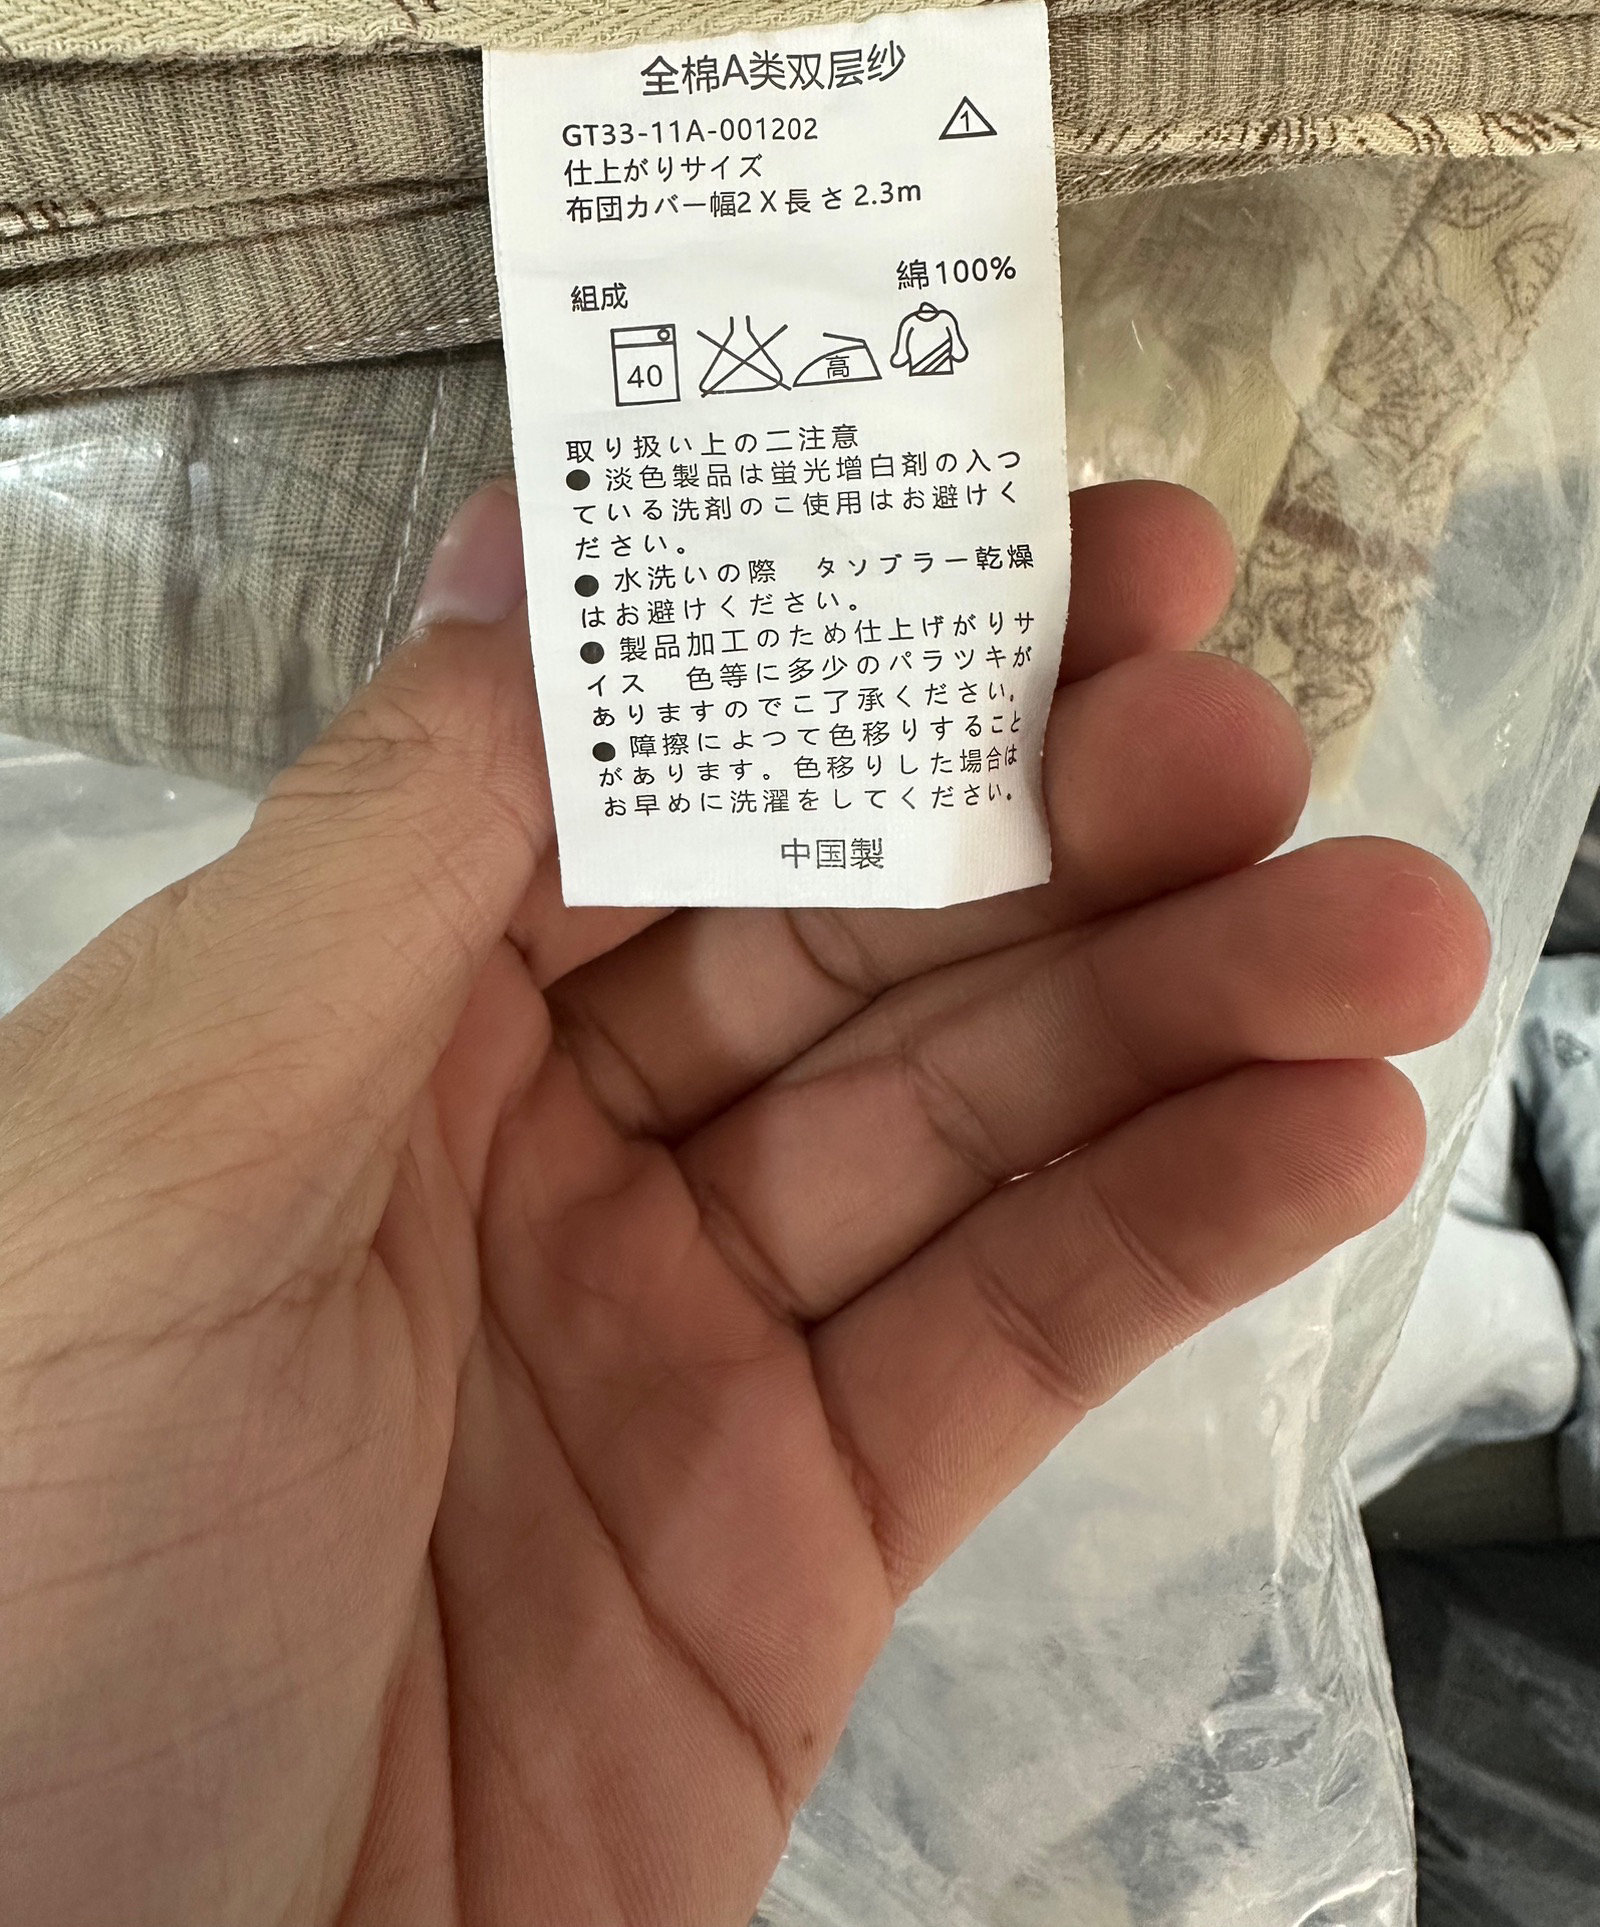 全棉A类双层纱
GT33-11A-001202
1
仕上がりサイズ
布団カバー幅2X長さ2.3m
組成
綿100%
40
高
取り扱い上の二注意
● 淡色製品は蛍光增白剤の入つ
ている洗剤のこ使用はお避けく
ださい。
● 水洗いの際　タソブラー乾燥
はお避けください。
● 製品加工のため仕上げがりサ
イス　色等に多少のパラツキが
ありますのでこ了承ください。
● 障擦によつて色移りすること
があります。色移りした場合は
お早めに洗濯をしてください。
中国製